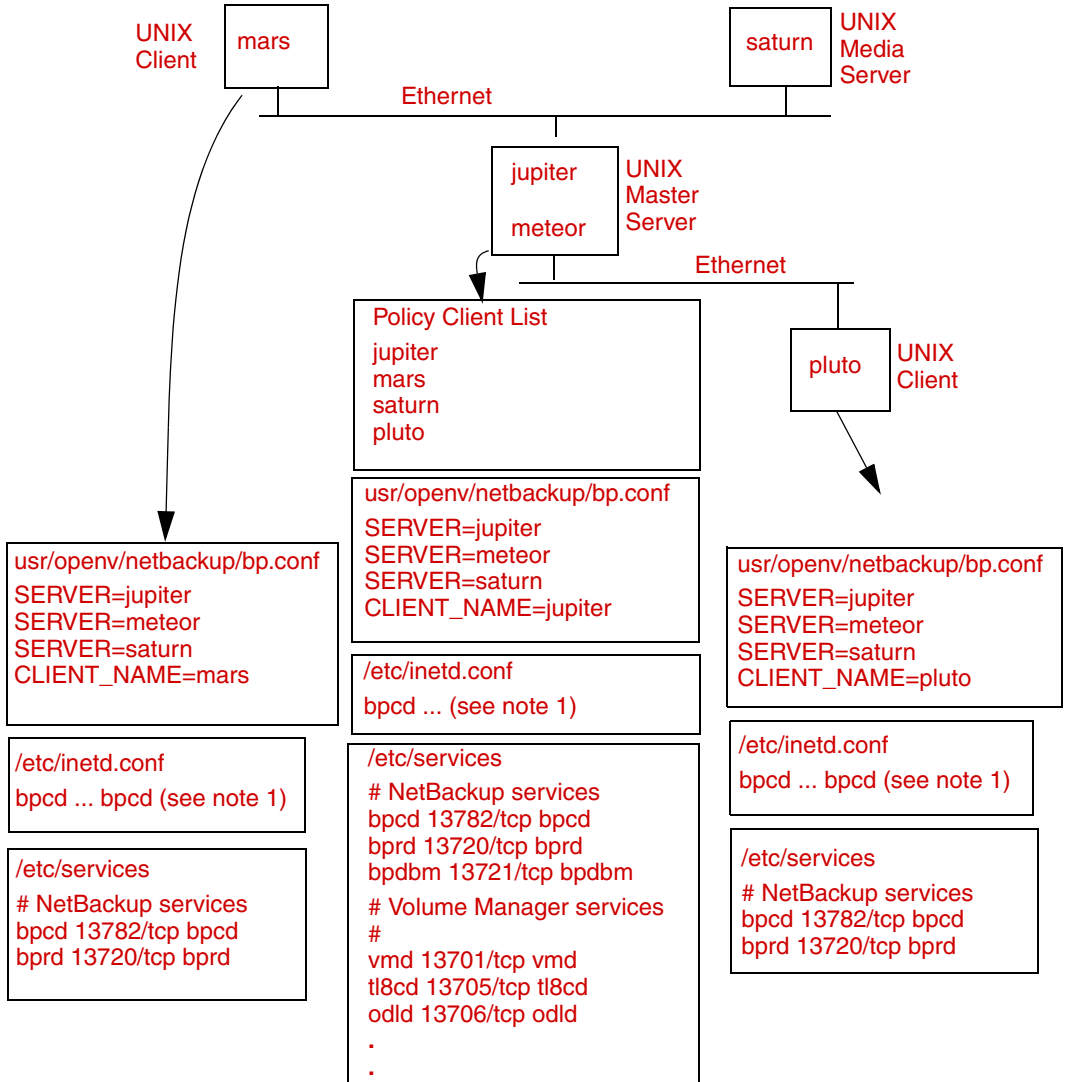 UNIX
Client
mars
saturn
UNIX
Media
Server
Ethernet
jupiter
meteor
UNIX
Master
Server
Ethernet
Policy Client List
jupiter
mars
saturn
pluto
pluto
UNIX
Client
usr/openv/netbackup/bp.conf
SERVER=jupiter
SERVER=meteor
SERVER=saturn
CLIENT_NAME=mars
/etc/inetd.conf
bpcd ... bpcd (see note 1)
/etc/services
# NetBackup services
bpcd 13782/tcp bpcd
bprd 13720/tcp bprd
usr/openv/netbackup/bp.conf
SERVER=jupiter
SERVER=meteor
SERVER=saturn
CLIENT_NAME=jupiter
/etc/inetd.conf
bpcd ... (see note 1)
/etc/services
# NetBackup services
bpcd 13782/tcp bpcd
bprd 13720/tcp bprd
bpdbm 13721/tcp bpdbm
# Volume Manager services
#
vmd 13701/tcp vmd
tl8cd 13705/tcp tl8cd
odld 13706/tcp odld
.
.
usr/openv/netbackup/bp.conf
SERVER=jupiter
SERVER=meteor
SERVER=saturn
CLIENT_NAME=pluto
/etc/inetd.conf
bpcd ... bpcd (see note 1)
/etc/services
# NetBackup services
bpcd 13782/tcp bpcd
bprd 13720/tcp bprd